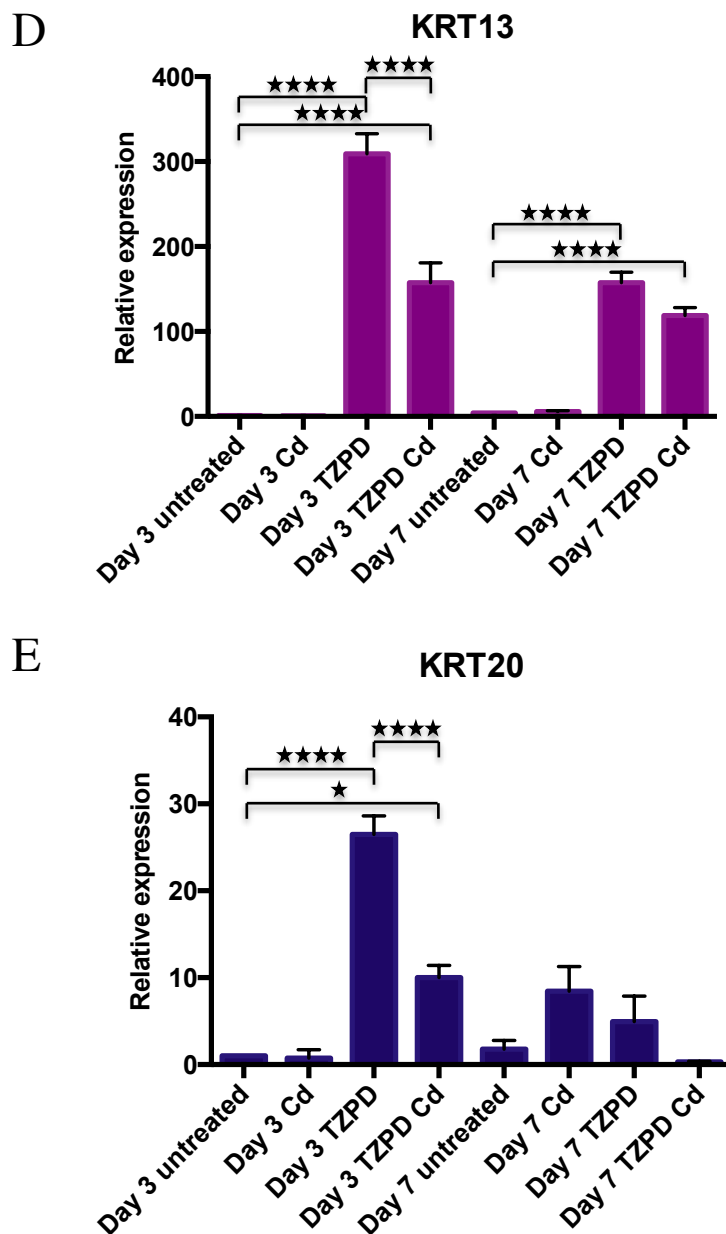 D
KRT13
Relative expression
400
300
200
100
0
★★★★
★★★★
★★★★
★★★★
★★★★
Day 3 untreated
Day 3 Cd
Day 3 TZPD
Day 3 TZPD Cd
Day 7 untreated
Day 7 Cd
Day 7 TZPD
Day 7 TZPD Cd
E
KRT20
Relative expression
40
30
20
10
0
★★★★
★★★★
★
Day 3 untreated
Day 3 Cd
Day 3 TZPD
Day 3 TZPD Cd
Day 7 untreated
Day 7 Cd
Day 7 TZPD
Day 7 TZPD Cd